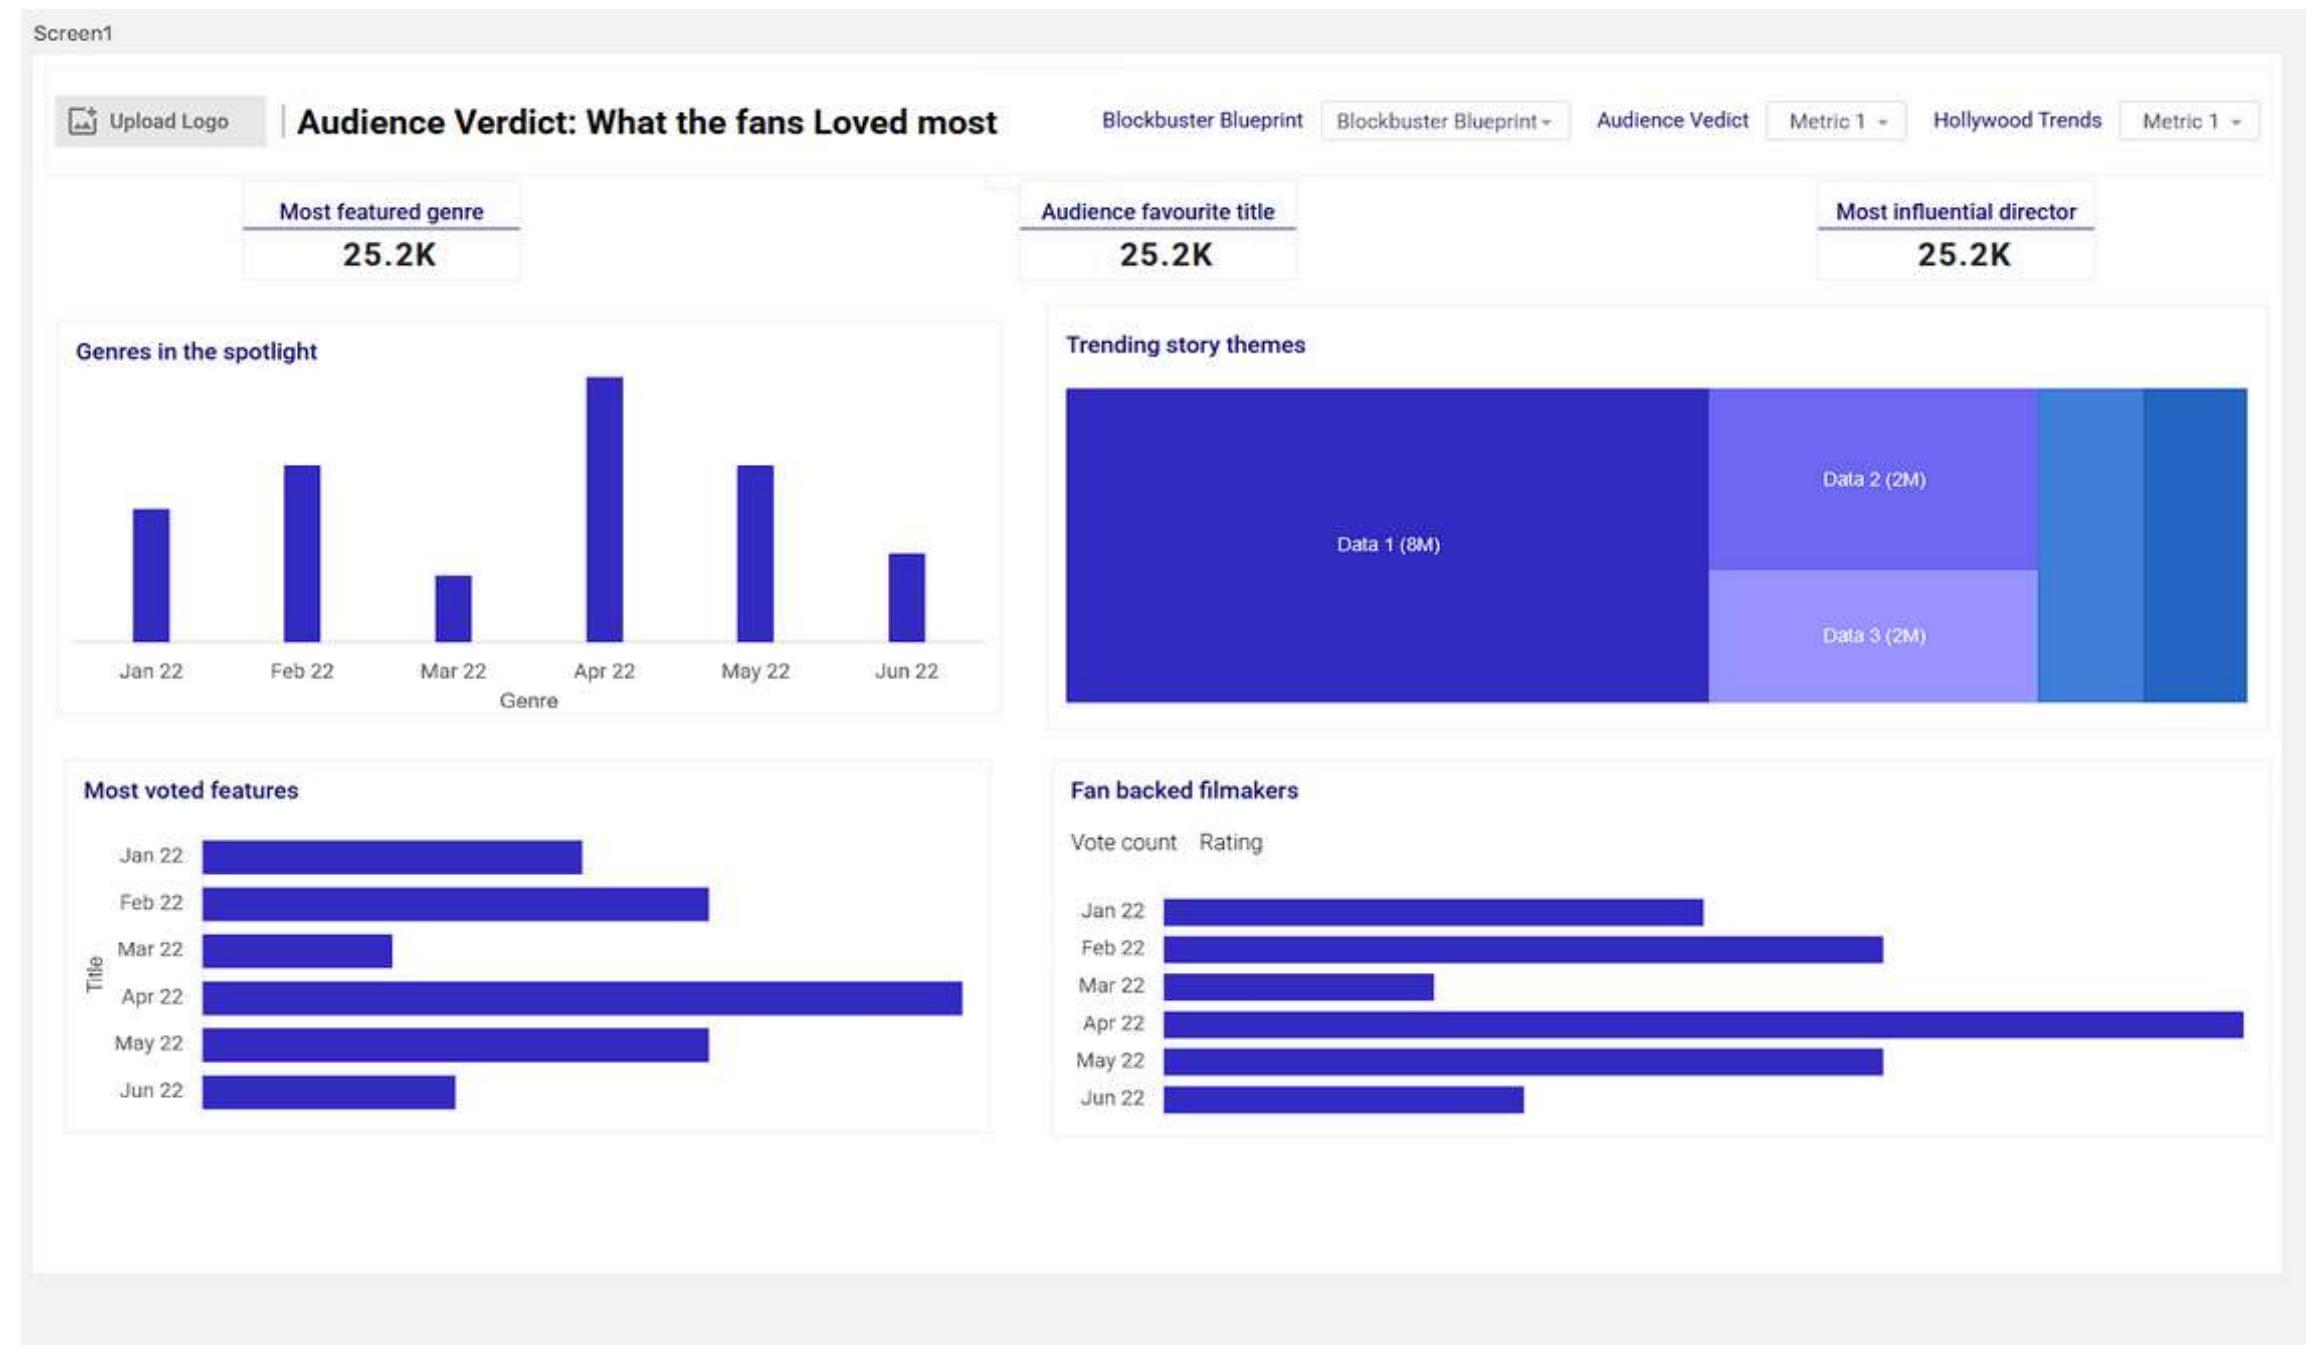 Screen1
Upload Logo
Audience Verdict: What the fans Loved most
Blockbuster Blueprint
Blockbuster Blueprint
Audience Vedict
Metric 1
Hollywood Trends
Metric 1
Most featured genre
25.2K
Audience favourite title
25.2K
Most influential director
25.2K
Genres in the spotlight
Jan 22
Feb 22
Mar 22
Apr 22
May 22
Jun 22
Genre
Trending story themes
Data 1 (8M)
Data 2 (2M)
Data 3 (2M)
Most voted features
Title
Jan 22
Feb 22
Mar 22
Apr 22
May 22
Jun 22
Fan backed filmakers
Vote count Rating
Jan 22
Feb 22
Mar 22
Apr 22
May 22
Jun 22